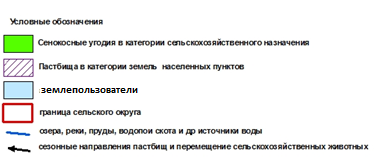 Условные обозначения
Сенокосные угодия в категории сельскохозяйственного назначения
Пастбища в категории земель населенных пунктов
землепользователи
граница сельского округа
озера, реки, пруды, водопои скота и др источники воды
сезонные направления пастбищ и перемещение сельскохозяйственных животных